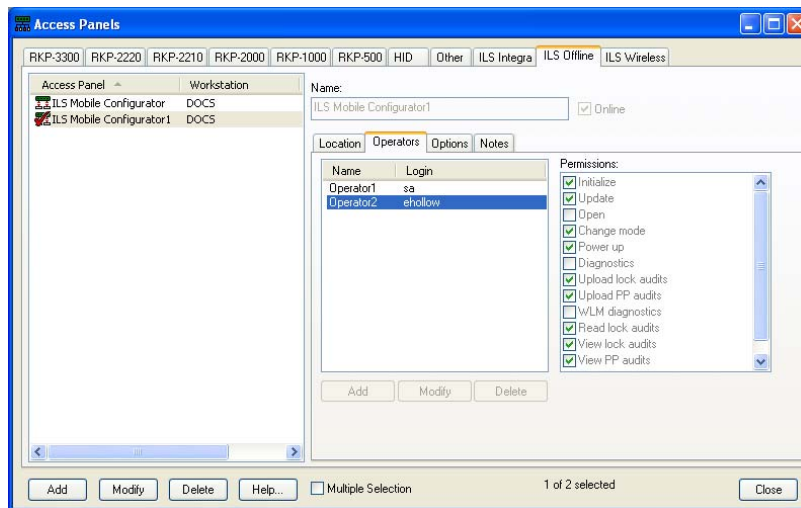 Access Panels
RKP-3300 RKP-2220 RKP-2210 RKP-2000 RKP-1000 RKP-500 HID Other ILS Integra ILS Offline ILS Wireless
Access Panel Workstation
ILS Mobile Configurator DOCS
ILS Mobile Configurator1 DOCS
Name:
ILS Mobile Configurator1 Online
Location Operators Options Notes
Name Login
Operator1 sa
Operator2 ehollow
Permissions:
Initialize
Update
Open
Change mode
Power up
Diagnostics
Upload lock audits
Upload PP audits
WLM diagnostics
Read lock audits
View lock audits
View PP audits
Add Modify Delete
Add Modify Delete Help... Multiple Selection 1 of 2 selected Close